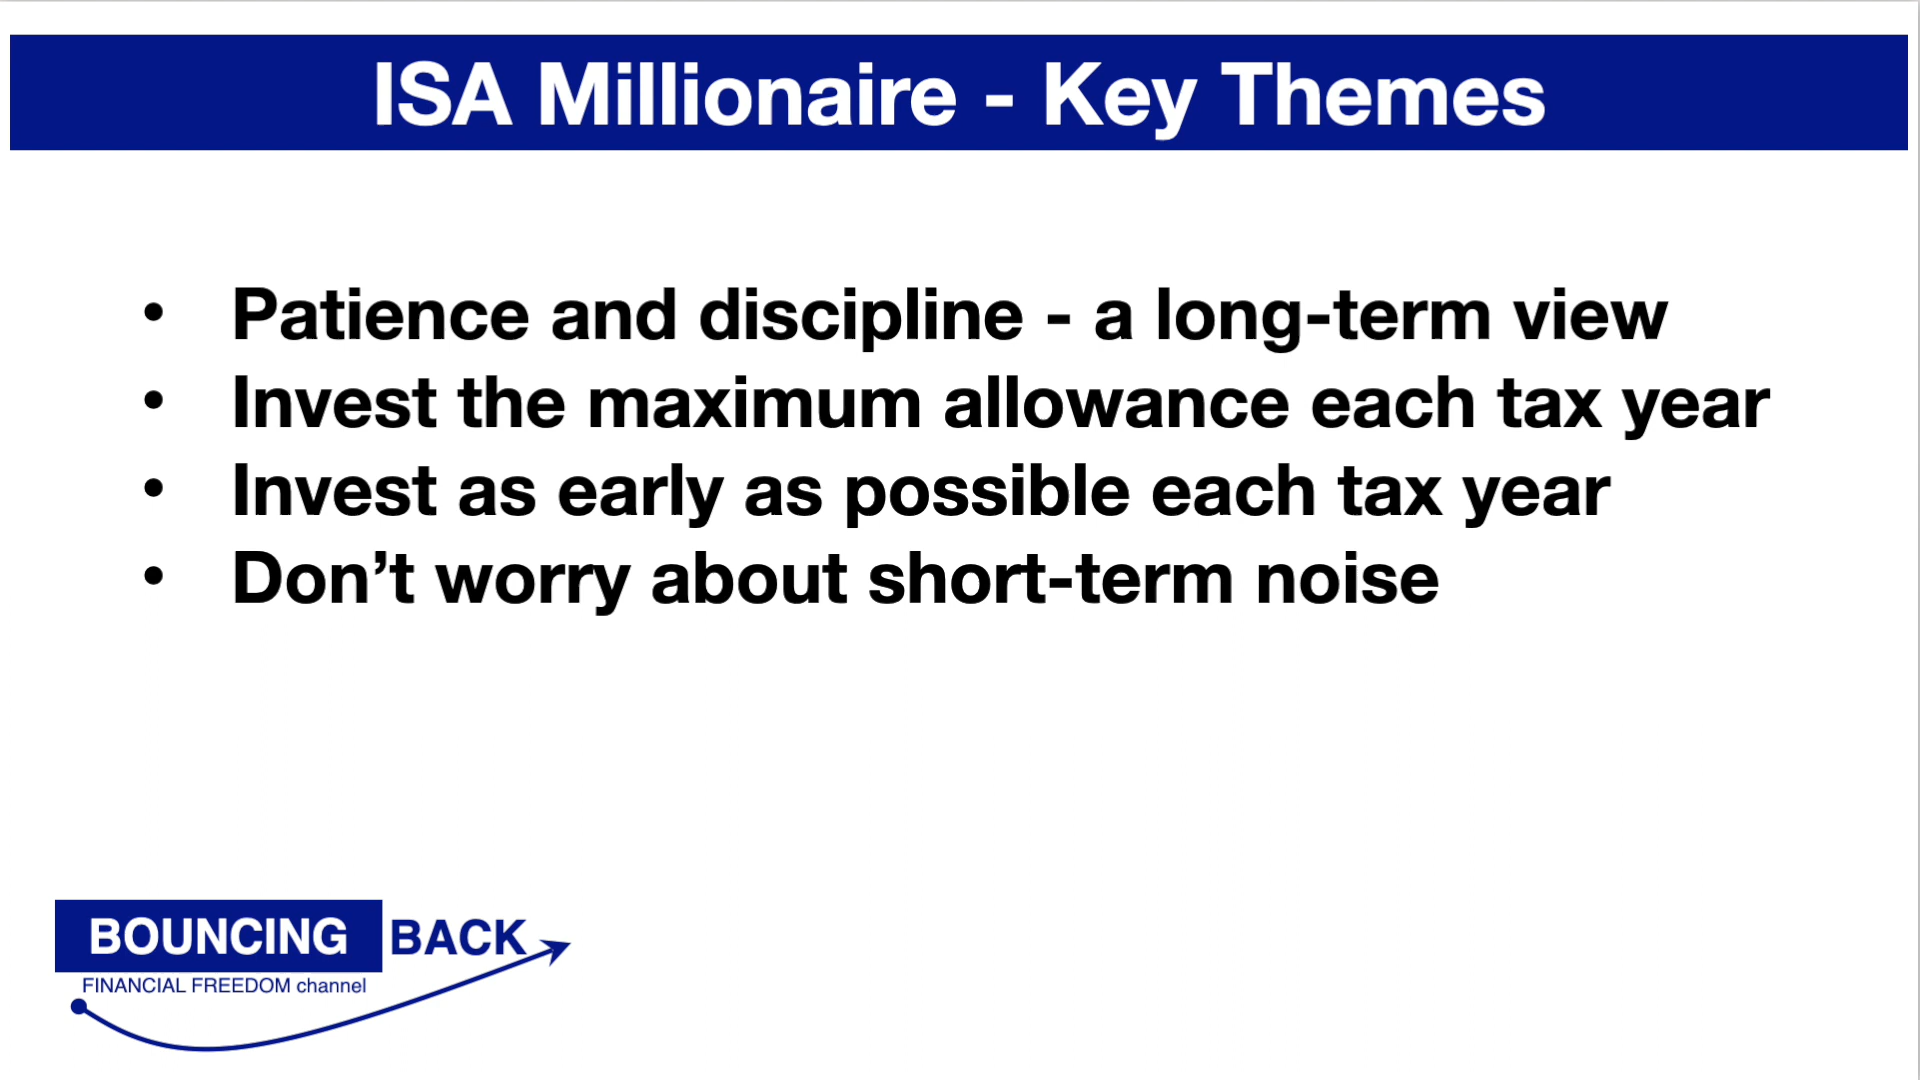 ISA Millionaire - Key Themes
• Patience and discipline - a long-term view
• Invest the maximum allowance each tax year
• Invest as early as possible each tax year
• Don’t worry about short-term noise
BOUNCING BACK
FINANCIAL FREEDOM channel